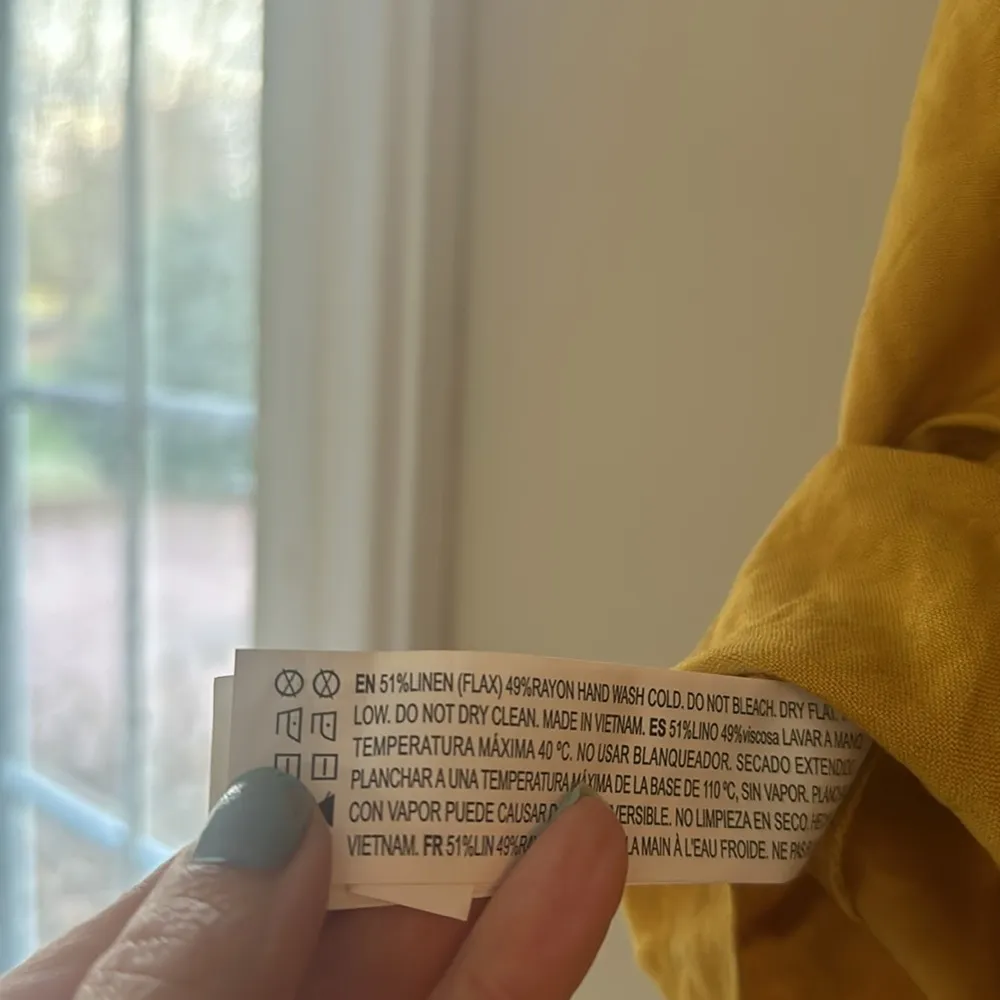 EN 51%LINEN (FLAX) 49%RAYON HAND WASH COLD. DO NOT BLEACH. DRY FLAT.
LOW. DO NOT DRY CLEAN. MADE IN VIETNAM. ES 51%LINO 49%viscosa LAVAR A MANO
TEMPERATURA MÁXIMA 40 ºC. NO USAR BLANQUEADOR. SECADO EXTENDIDO
PLANCHAR A UNA TEMPERATURA MÁXIMA DE LA BASE DE 110 ºC, SIN VAPOR.
CON VAPOR PUEDE CAUSAR NO LIMPIEZA EN SECO.
VIETNAM. FR 51%LIN LA MAIN À L'EAU FROIDE. NE PAS